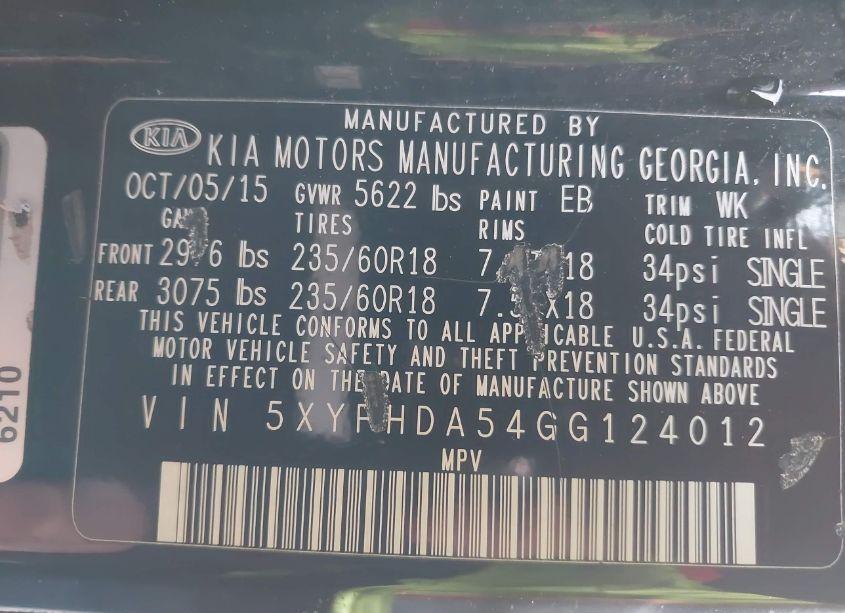 MANUFACTURED BY
KIA KIA MOTORS MANUFACTURING GEORGIA, INC.
OCT/05/15 GVWR 5622 lbs PAINT EB TRIM WK
TIRES RIMS COLD TIRE INFL
FRONT lbs 235/60R18 34psi SINGLE
REAR 3075 lbs 235/60R18 34psi SINGLE
THIS VEHICLE CONFORMS TO ALL APPLICABLE U.S.A. FEDERAL
MOTOR VEHICLE SAFETY AND THEFT PREVENTION STANDARDS
IN EFFECT ON THE DATE OF MANUFACTURE SHOWN ABOVE
VIN
MPV
6210